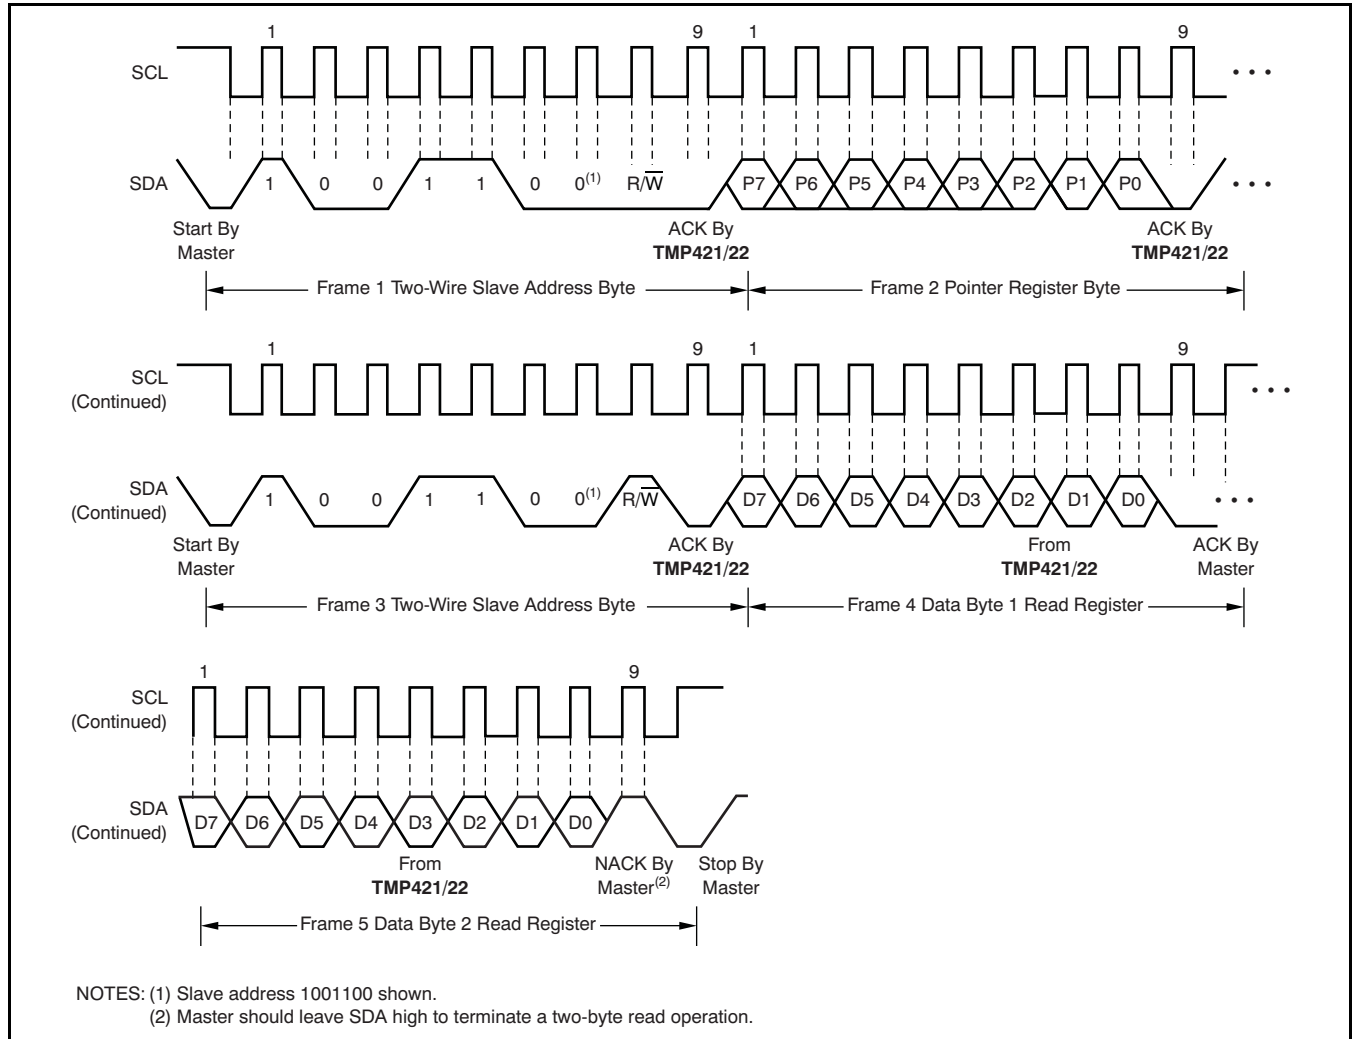 1 9 1 9
SCL
SDA 1 0 0 1 1 0 0(1) R/W̅ P7 P6 P5 P4 P3 P2 P1 P0
Start By ACK By ACK By
Master TMP421/22 TMP421/22
Frame 1 Two-Wire Slave Address Byte Frame 2 Pointer Register Byte
1 9 1 9
SCL
(Continued)
SDA 1 0 0 1 1 0 0(1) R/W̅ D7 D6 D5 D4 D3 D2 D1 D0
(Continued)
Start By ACK By From ACK By
Master TMP421/22 TMP421/22 Master
Frame 3 Two-Wire Slave Address Byte Frame 4 Data Byte 1 Read Register
1 9
SCL
(Continued)
SDA D7 D6 D5 D4 D3 D2 D1 D0
(Continued)
From NACK By Stop By
TMP421/22 Master(2) Master
Frame 5 Data Byte 2 Read Register
NOTES: (1) Slave address 1001100 shown.
(2) Master should leave SDA high to terminate a two-byte read operation.